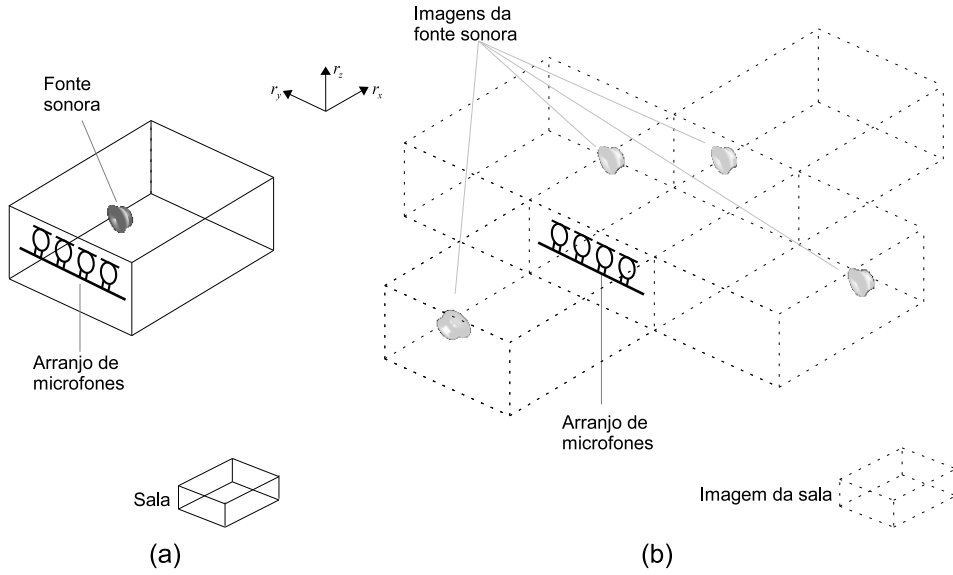 Imagens da
fonte sonora
Fonte
sonora
r_z
r_y
r_x
Arranjo de
microfones
Arranjo de
microfones
Sala
Imagem da sala
(a)
(b)